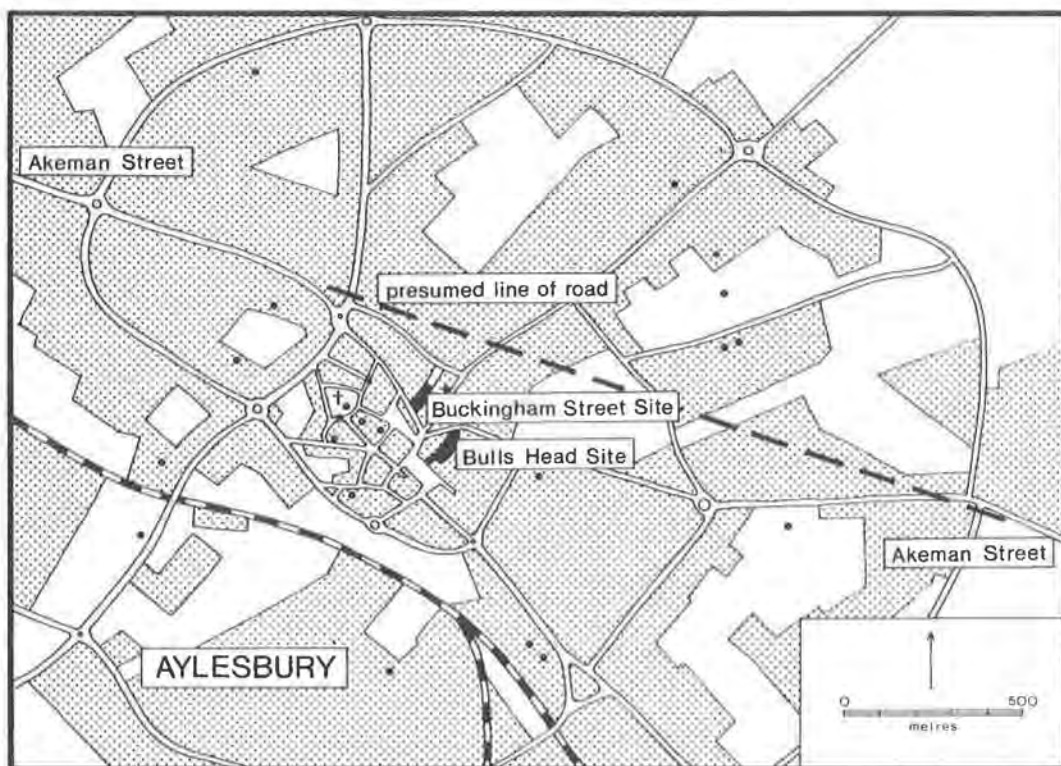 Akeman Street
presumed line of road
Buckingham Street Site
Bulls Head Site
Akeman Street
AYLESBURY
0 500
metres